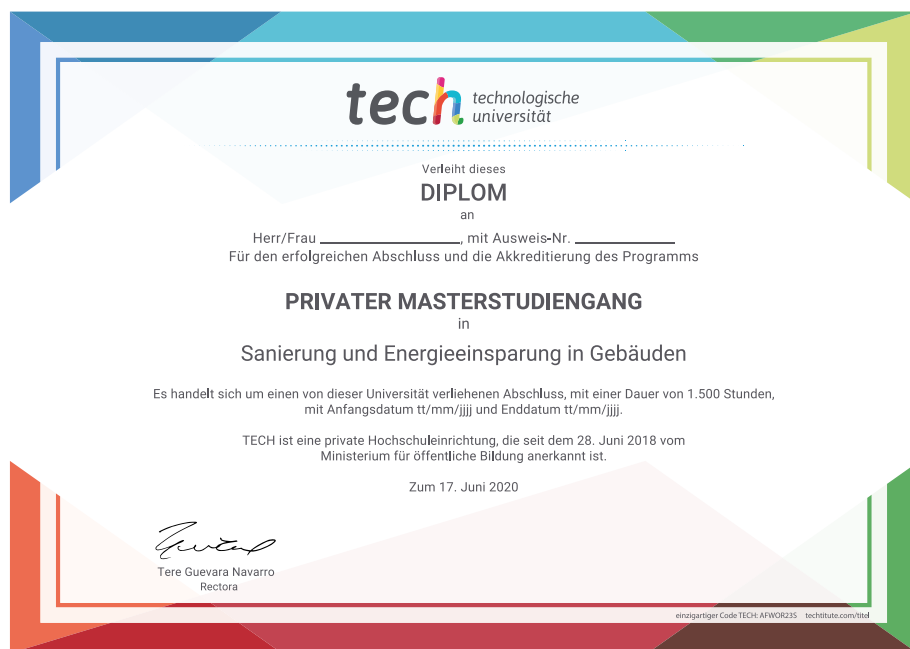 tech technologische
universität
Verleiht dieses
DIPLOM
an
Herr/Frau ____________________, mit Ausweis-Nr. ______________
Für den erfolgreichen Abschluss und die Akkreditierung des Programms
PRIVATER MASTERSTUDIENGANG
in
Sanierung und Energieeinsparung in Gebäuden
Es handelt sich um einen von dieser Universität verliehenen Abschluss, mit einer Dauer von 1.500 Stunden,
mit Anfangsdatum tt/mm/jjjj und Enddatum tt/mm/jjjj.
TECH ist eine private Hochschuleinrichtung, die seit dem 28. Juni 2018 vom
Ministerium für öffentliche Bildung anerkannt ist.
Zum 17. Juni 2020
Tere Guevara Navarro
Rectora
einzigartiger Code TECH: AFWOR23S techtitute.com/titel